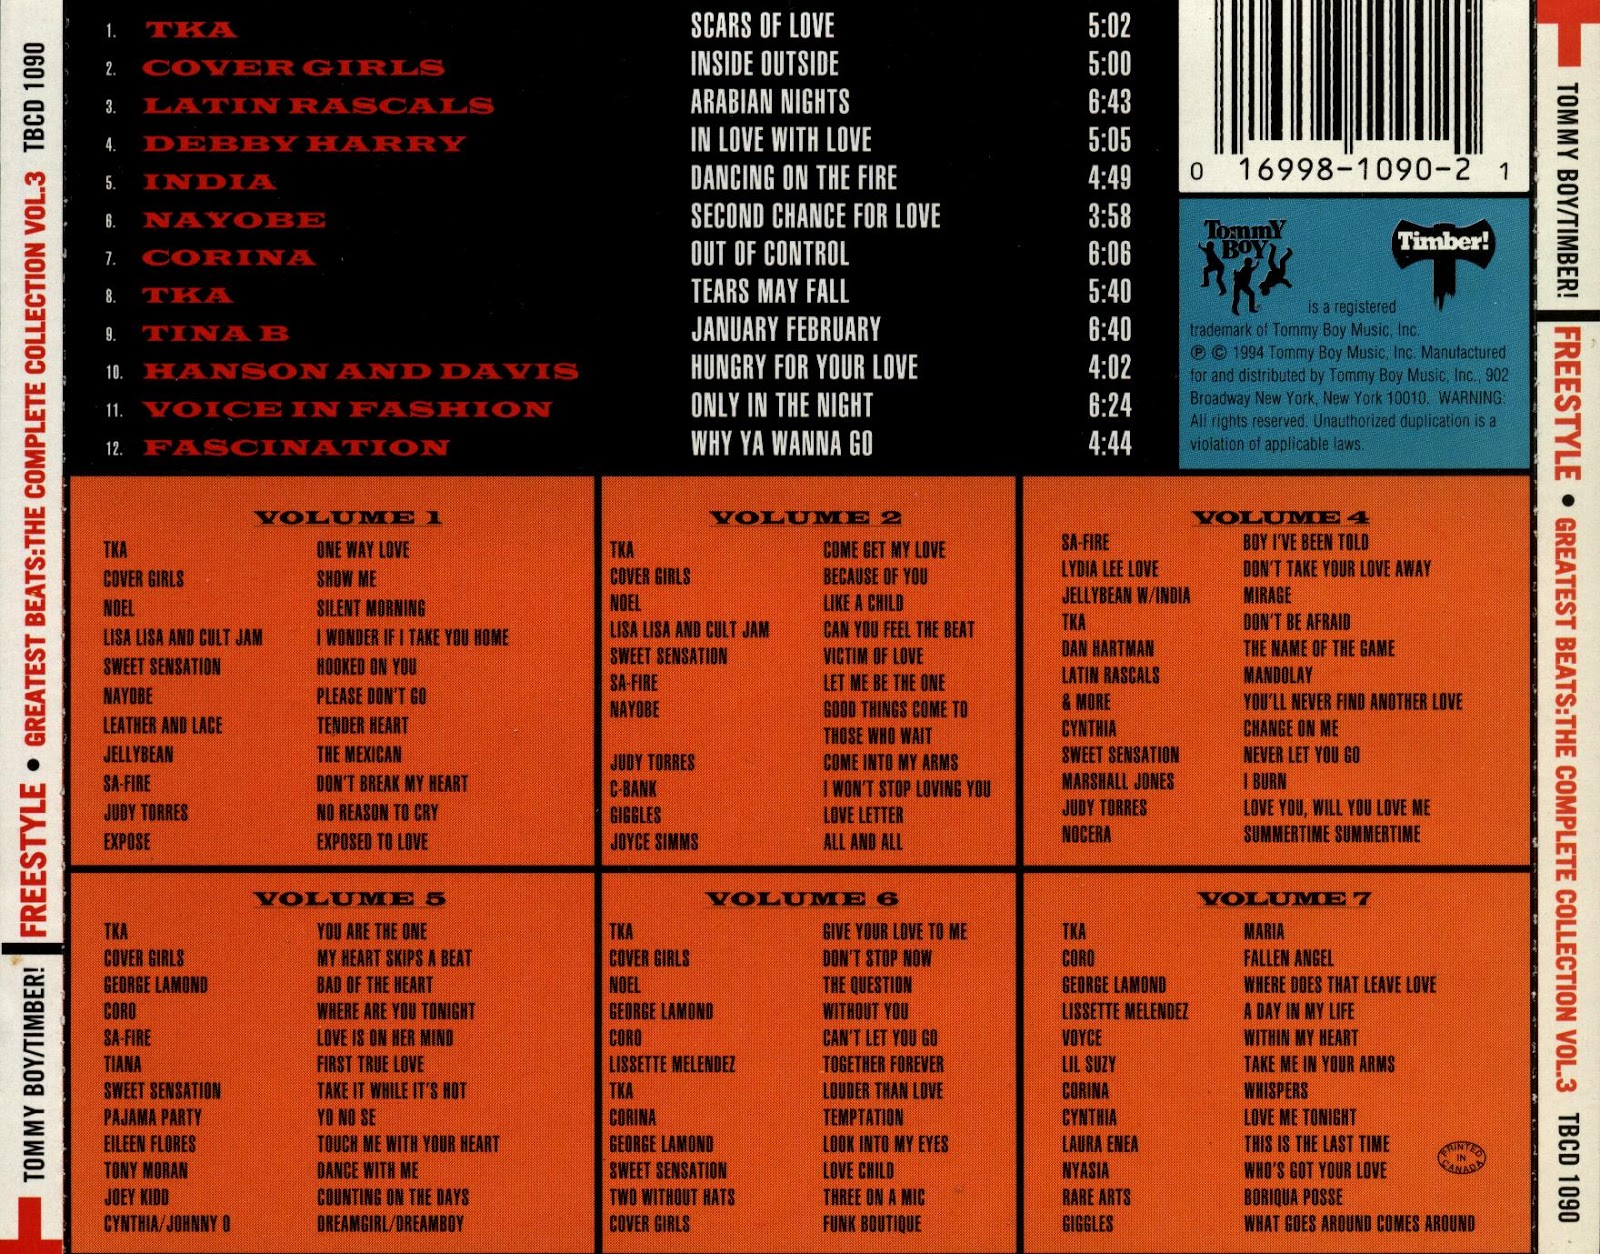 1. TKA SCARS OF LOVE 5:02
2. COVER GIRLS INSIDE OUTSIDE 5:00
3. LATIN RASCALS ARABIAN NIGHTS 6:43
4. DEBBY HARRY IN LOVE WITH LOVE 5:05
5. INDIA DANCING ON THE FIRE 4:49
6. NAYOBE SECOND CHANCE FOR LOVE 3:58
7. CORINA OUT OF CONTROL 6:06
8. TKA TEARS MAY FALL 5:40
9. TINA B JANUARY FEBRUARY 6:40
10. HANSON AND DAVIS HUNGRY FOR YOUR LOVE 4:02
11. VOICE IN FASHION ONLY IN THE NIGHT 6:24
12. FASCINATION WHY YA WANNA GO 4:44
0 16998-1090-2 1
Tommy
BOY
Timber!
is a registered
trademark of Tommy Boy Music, Inc.
℗ © 1994 Tommy Boy Music, Inc. Manufactured
for and distributed by Tommy Boy Music, Inc., 902
Broadway New York, New York 10010. WARNING:
All rights reserved. Unauthorized duplication is a
violation of applicable laws.
VOLUME 1
TKA ONE WAY LOVE
COVER GIRLS SHOW ME
NOEL SILENT MORNING
LISA LISA AND CULT JAM I WONDER IF I TAKE YOU HOME
SWEET SENSATION HOOKED ON YOU
NAYOBE PLEASE DON'T GO
LEATHER AND LACE TENDER HEART
JELLYBEAN THE MEXICAN
SA-FIRE DON'T BREAK MY HEART
JUDY TORRES NO REASON TO CRY
EXPOSE EXPOSED TO LOVE
VOLUME 2
TKA COME GET MY LOVE
COVER GIRLS BECAUSE OF YOU
NOEL LIKE A CHILD
LISA LISA AND CULT JAM CAN YOU FEEL THE BEAT
SWEET SENSATION VICTIM OF LOVE
SA-FIRE LET ME BE THE ONE
NAYOBE GOOD THINGS COME TO
THOSE WHO WAIT
JUDY TORRES COME INTO MY ARMS
C-BANK I WON'T STOP LOVING YOU
GIGGLES LOVE LETTER
JOYCE SIMMS ALL AND ALL
VOLUME 4
SA-FIRE BOY I'VE BEEN TOLD
LYDIA LEE LOVE DON'T TAKE YOUR LOVE AWAY
JELLYBEAN W/INDIA MIRAGE
TKA DON'T BE AFRAID
DAN HARTMAN THE NAME OF THE GAME
LATIN RASCALS MANDOLAY
& MORE YOU'LL NEVER FIND ANOTHER LOVE
CYNTHIA CHANGE ON ME
SWEET SENSATION NEVER LET YOU GO
MARSHALL JONES I BURN
JUDY TORRES LOVE YOU, WILL YOU LOVE ME
NOCERA SUMMERTIME SUMMERTIME
VOLUME 5
TKA YOU ARE THE ONE
COVER GIRLS MY HEART SKIPS A BEAT
GEORGE LAMOND BAD OF THE HEART
CORO WHERE ARE YOU TONIGHT
SA-FIRE LOVE IS ON HER MIND
TIANA FIRST TRUE LOVE
SWEET SENSATION TAKE IT WHILE IT'S HOT
PAJAMA PARTY YO NO SE
EILEEN FLORES TOUCH ME WITH YOUR HEART
TONY MORAN DANCE WITH ME
JOEY KIDD COUNTING ON THE DAYS
CYNTHIA/JOHNNY O DREAMGIRL/DREAMBOY
VOLUME 6
TKA GIVE YOUR LOVE TO ME
COVER GIRLS DON'T STOP NOW
NOEL THE QUESTION
GEORGE LAMOND WITHOUT YOU
CORO CAN'T LET YOU GO
LISSETTE MELENDEZ TOGETHER FOREVER
TKA LOUDER THAN LOVE
CORINA TEMPTATION
GEORGE LAMOND LOOK INTO MY EYES
SWEET SENSATION LOVE CHILD
TWO WITHOUT HATS THREE ON A MIC
COVER GIRLS FUNK BOUTIQUE
VOLUME 7
TKA MARIA
CORO FALLEN ANGEL
GEORGE LAMOND WHERE DOES THAT LEAVE LOVE
LISSETTE MELENDEZ A DAY IN MY LIFE
VOYCE WITHIN MY HEART
LIL SUZY TAKE ME IN YOUR ARMS
CORINA WHISPERS
CYNTHIA LOVE ME TONIGHT
LAURA ENEA THIS IS THE LAST TIME
NYASIA WHO'S GOT YOUR LOVE
RARE ARTS BORIQUA POSSE
GIGGLES WHAT GOES AROUND COMES AROUND
PRINTED
IN
CANADA
TOMMY BOY/TIMBER! FREESTYLE • GREATEST BEATS:THE COMPLETE COLLECTION VOL.3 TBCD 1090
TOMMY BOY/TIMBER! FREESTYLE • GREATEST BEATS:THE COMPLETE COLLECTION VOL.3 TBCD 1090